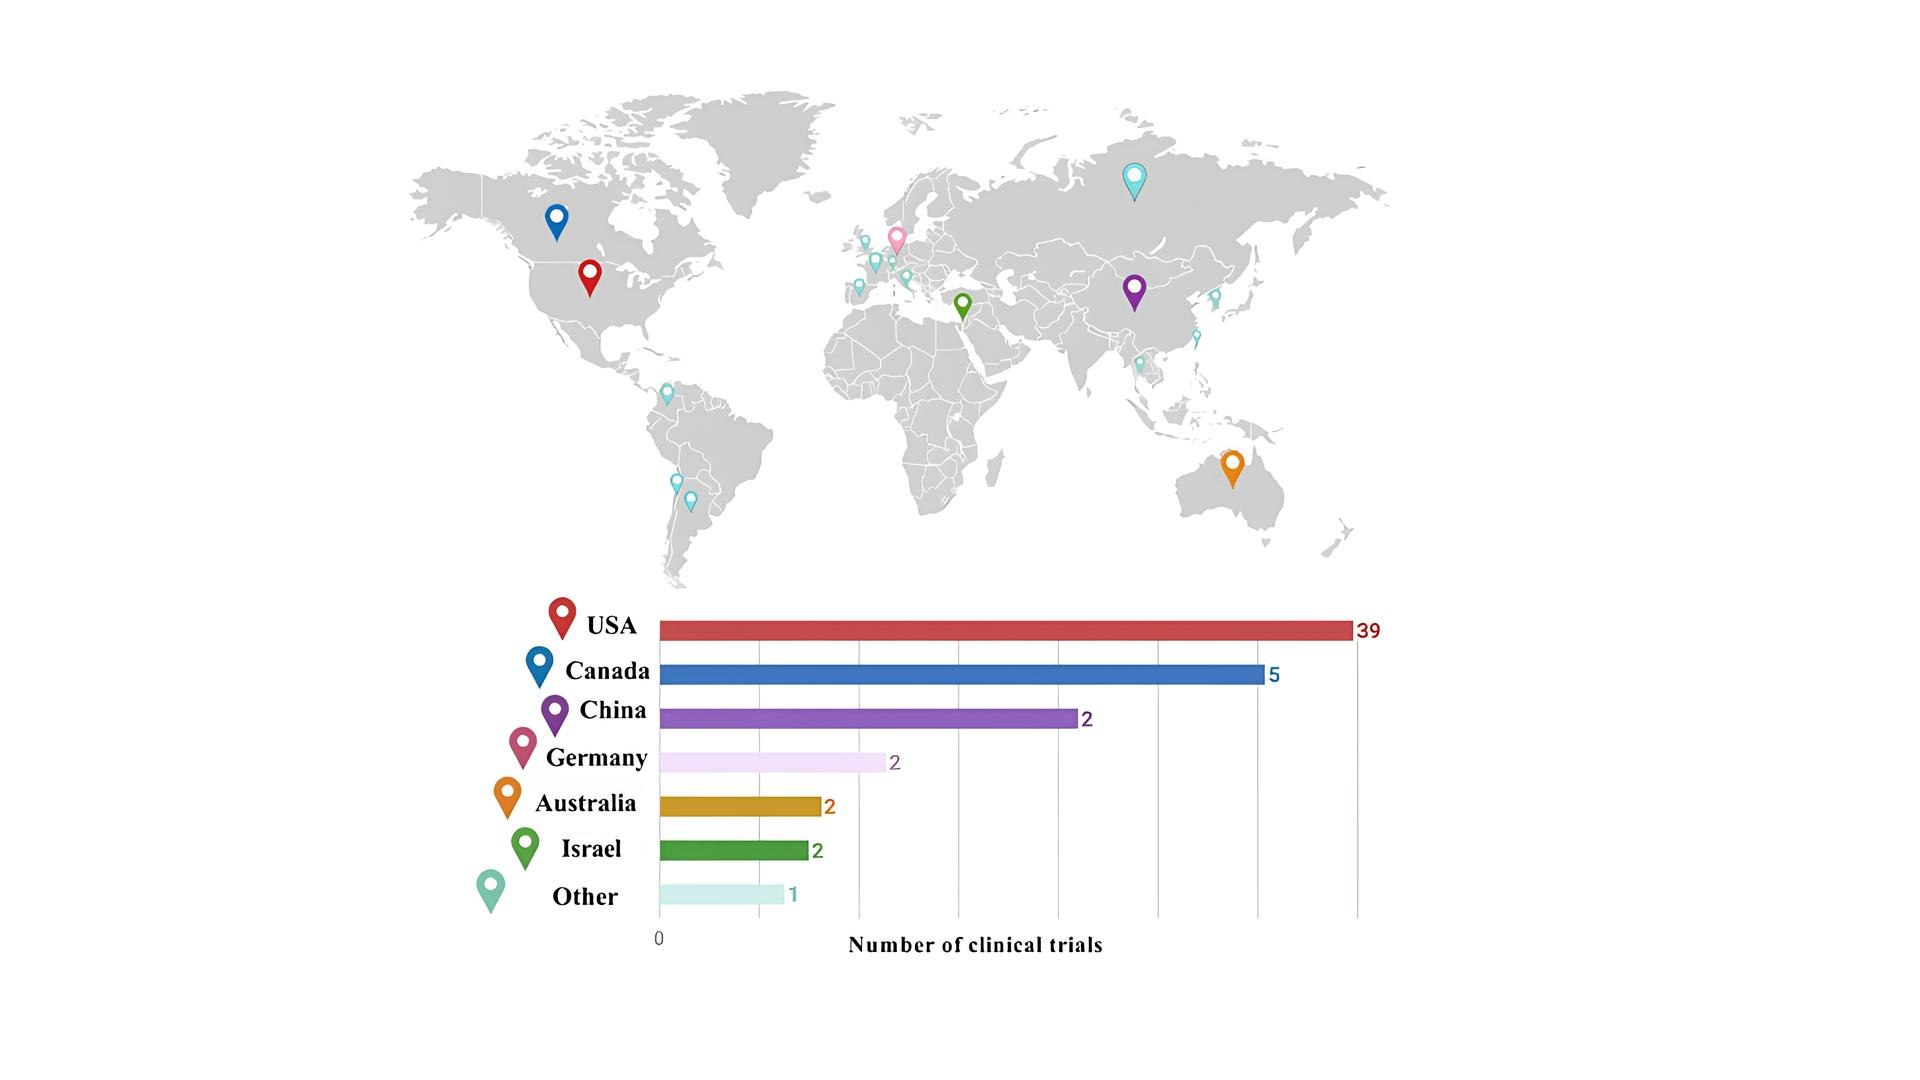 USA 39
Canada 5
China 2
Germany 2
Australia 2
Israel 2
Other 1
0
Number of clinical trials